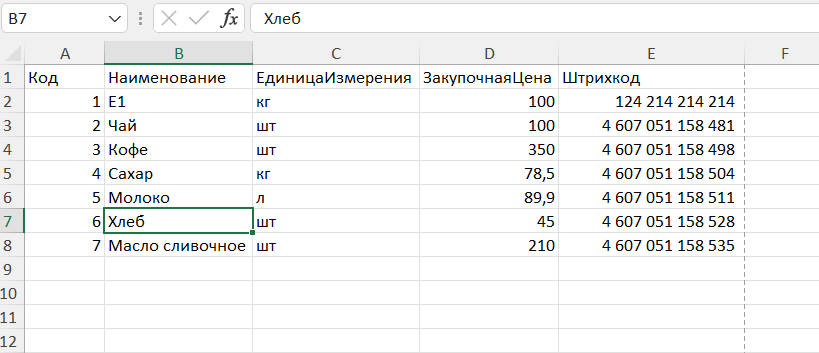 B7 fx Хлеб
A B C D E F
1 Код Наименование ЕдиницаИзмерения ЗакупочнаяЦена Штрихкод
2 1 Е1 кг 100 124 214 214 214
3 2 Чай шт 100 4 607 051 158 481
4 3 Кофе шт 350 4 607 051 158 498
5 4 Сахар кг 78,5 4 607 051 158 504
6 5 Молоко л 89,9 4 607 051 158 511
7 6 Хлеб шт 45 4 607 051 158 528
8 7 Масло сливочное шт 210 4 607 051 158 535
9
10
11
12